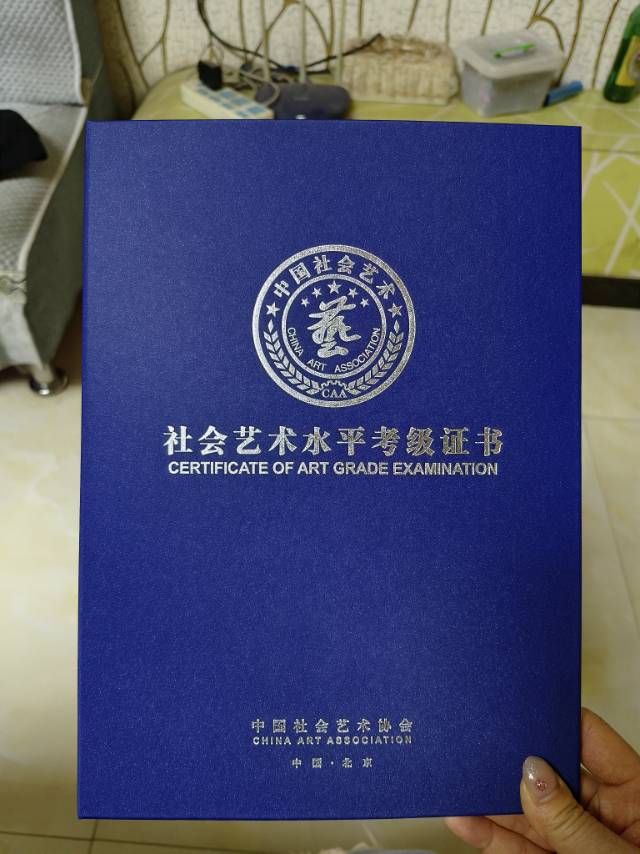 中国社会艺术
藝
CHINA ART ASSOCIATION
CAA
社会艺术水平考级证书
CERTIFICATE OF ART GRADE EXAMINATION
中国社会艺术协会
CHINA ART ASSOCIATION
中国·北京